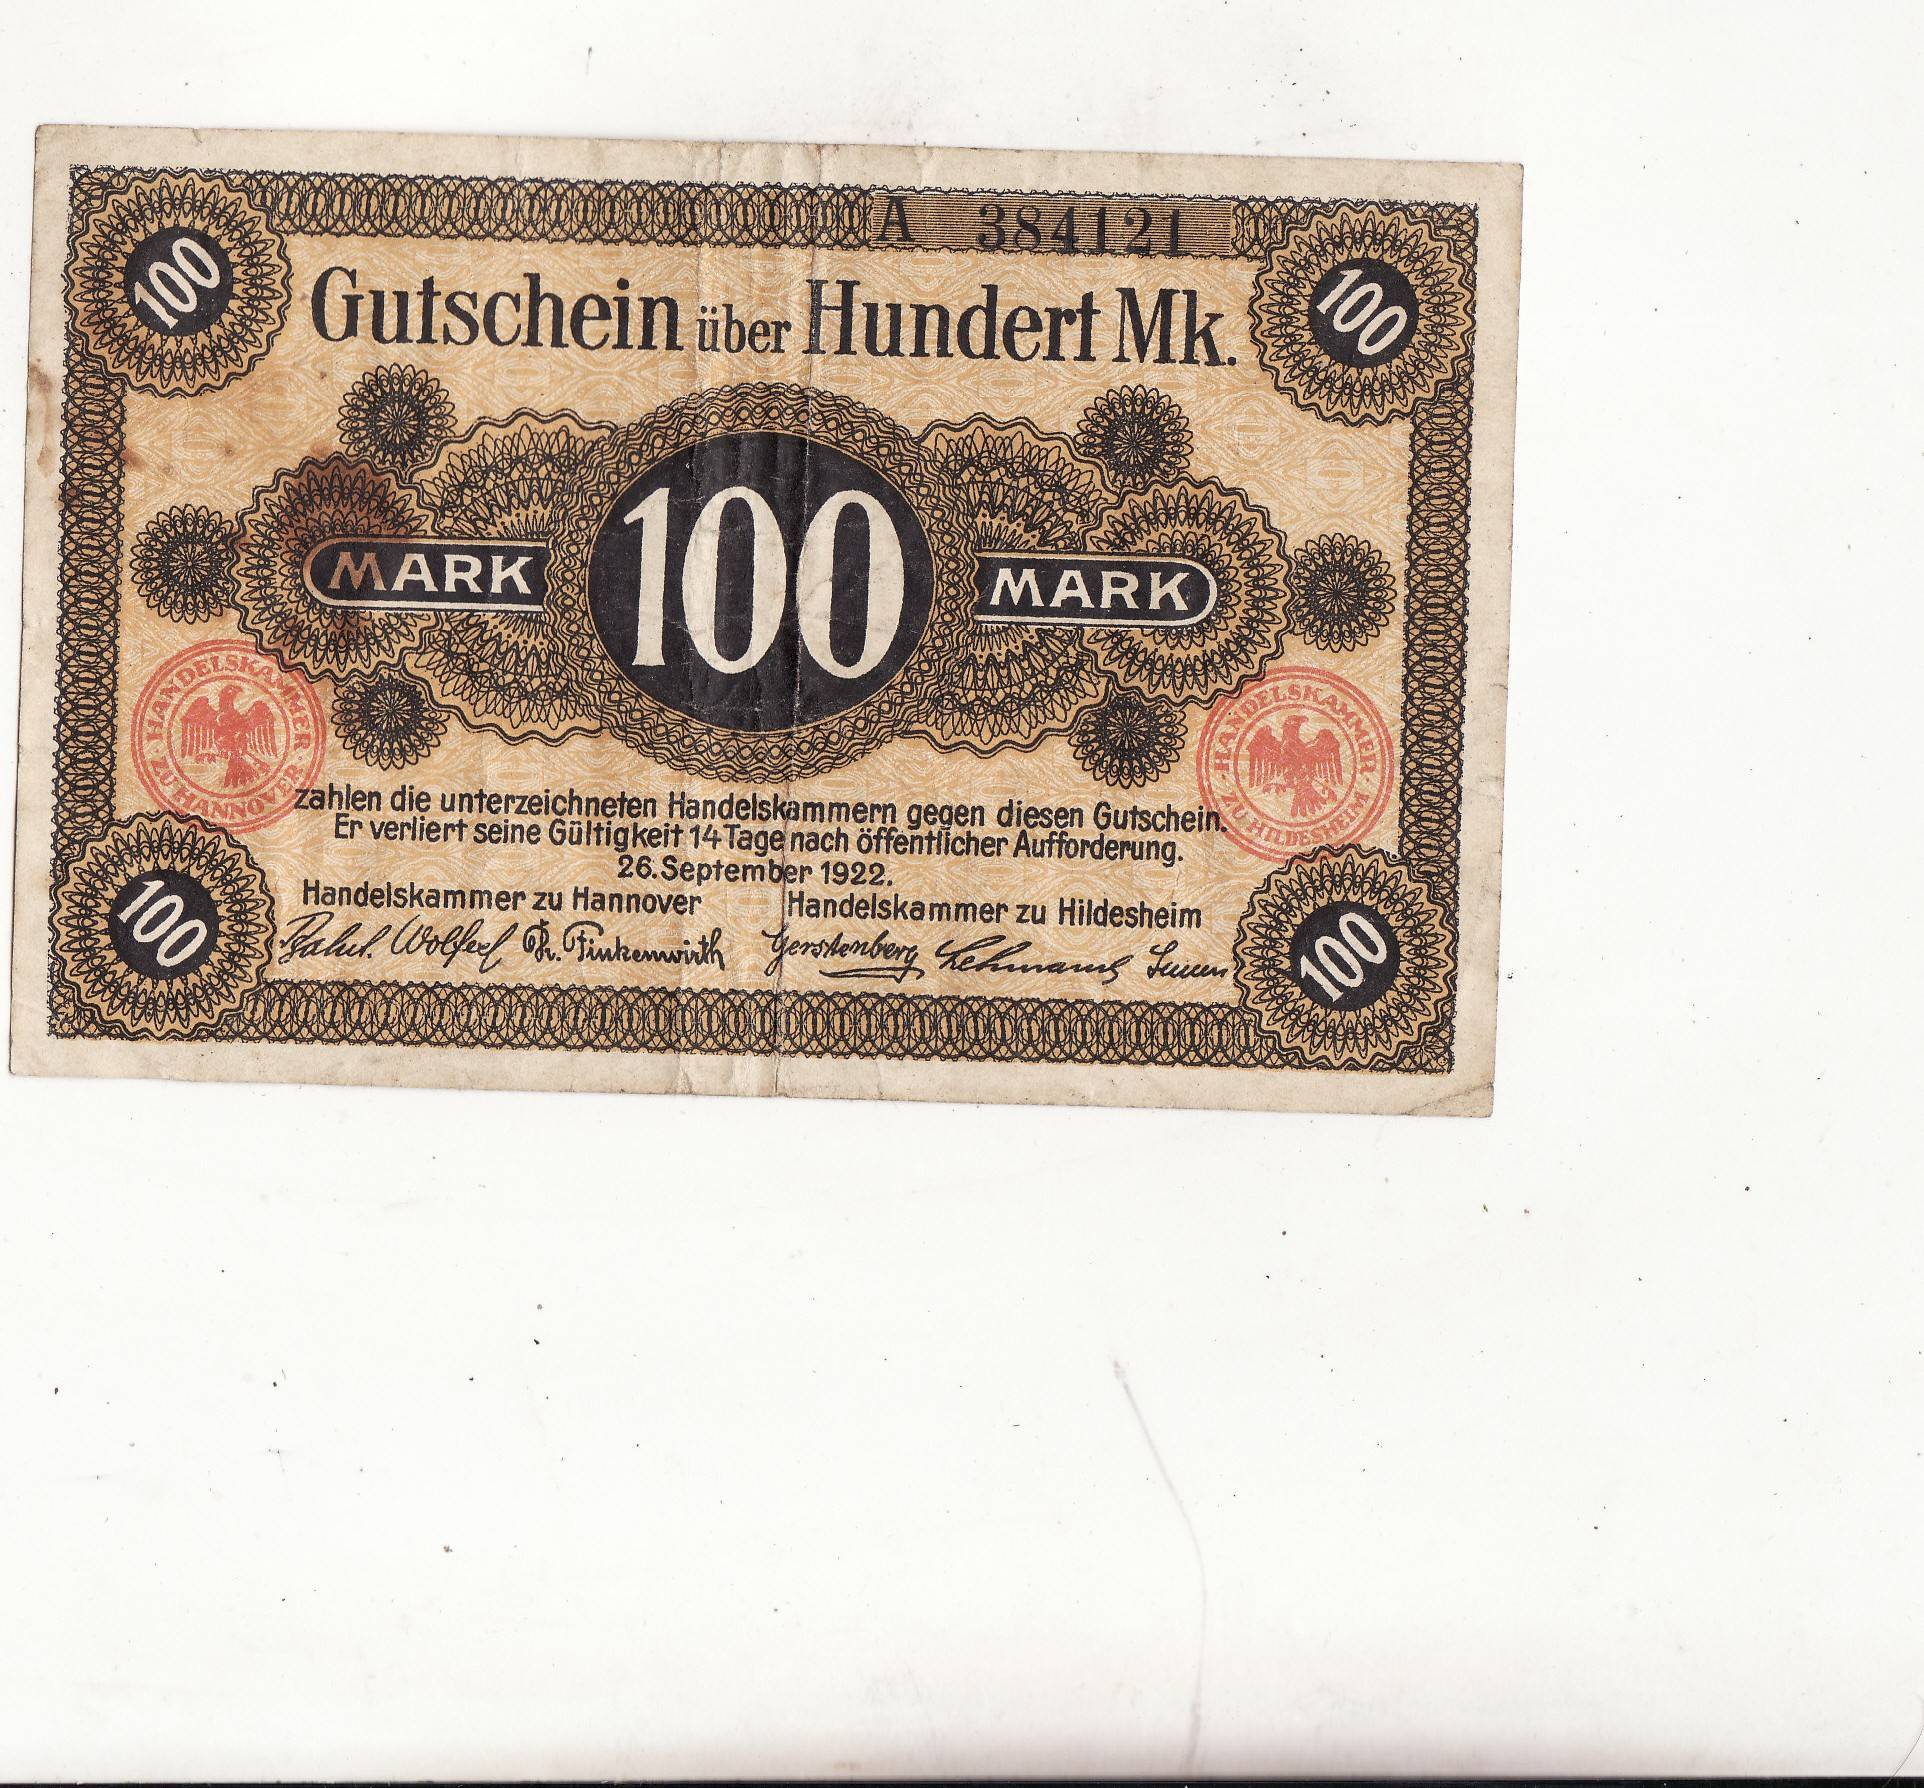 A 384121
100
100
Gutschein über Hundert Mk.
MARK 100 MARK
HANDELSKAMMER ZU HANNOVER
HANDELSKAMMER ZU HILDESHEIM
zahlen die unterzeichneten Handelskammern gegen diesen Gutschein.
Er verliert seine Gültigkeit 14 Tage nach öffentlicher Aufforderung.
26. September 1922.
Handelskammer zu Hannover
Handelskammer zu Hildesheim
Finkenwirth
Gerstenberg
100
100